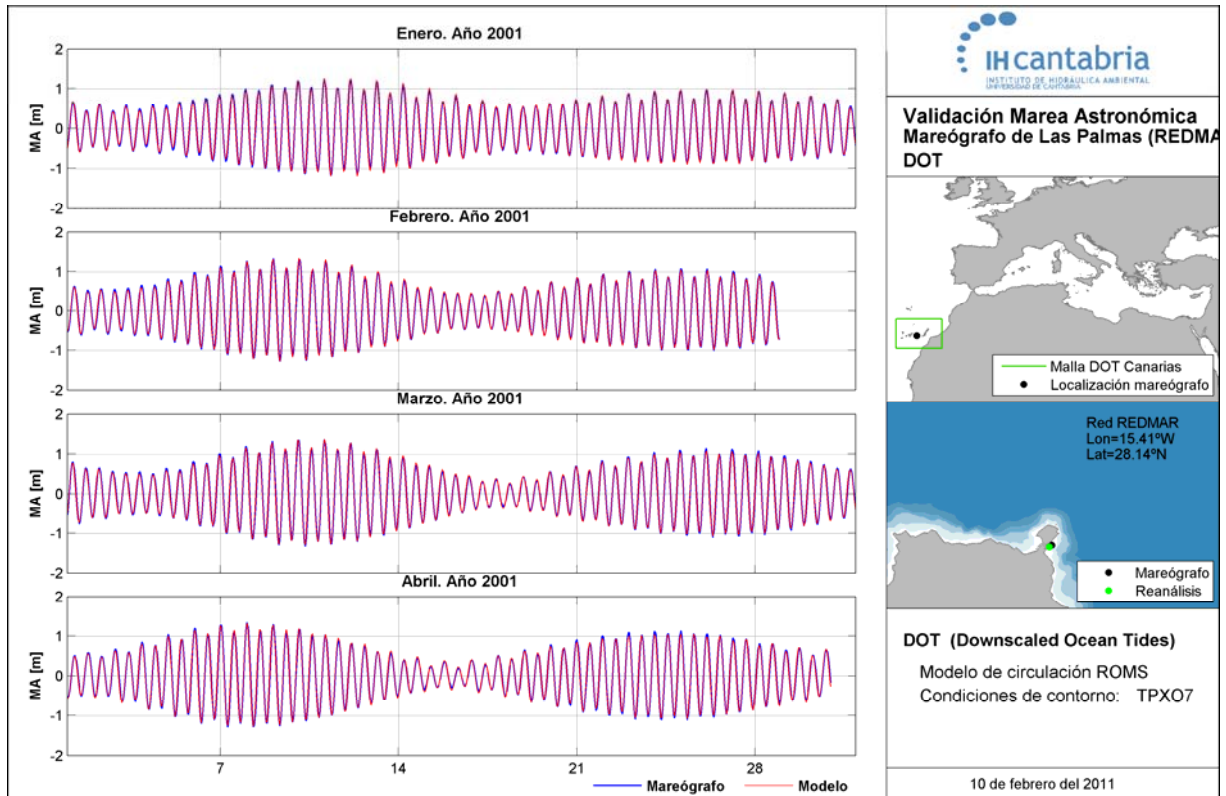 Enero. Año 2001
MA [m]
2
1
0
-1
-2
Febrero. Año 2001
MA [m]
2
1
0
-1
-2
Marzo. Año 2001
MA [m]
2
1
0
-1
-2
Abril. Año 2001
MA [m]
2
1
0
-1
-2
7 14 21 28
Mareógrafo Modelo
IHcantabria
INSTITUTO DE HIDRÁULICA AMBIENTAL
UNIVERSIDAD DE CANTABRIA
Validación Marea Astronómica
Mareógrafo de Las Palmas (REDMA
DOT
Malla DOT Canarias
Localización mareógrafo
Red REDMAR
Lon=15.41ºW
Lat=28.14ºN
Mareógrafo
Reanálisis
DOT (Downscaled Ocean Tides)
Modelo de circulación ROMS
Condiciones de contorno: TPXO7
10 de febrero del 2011